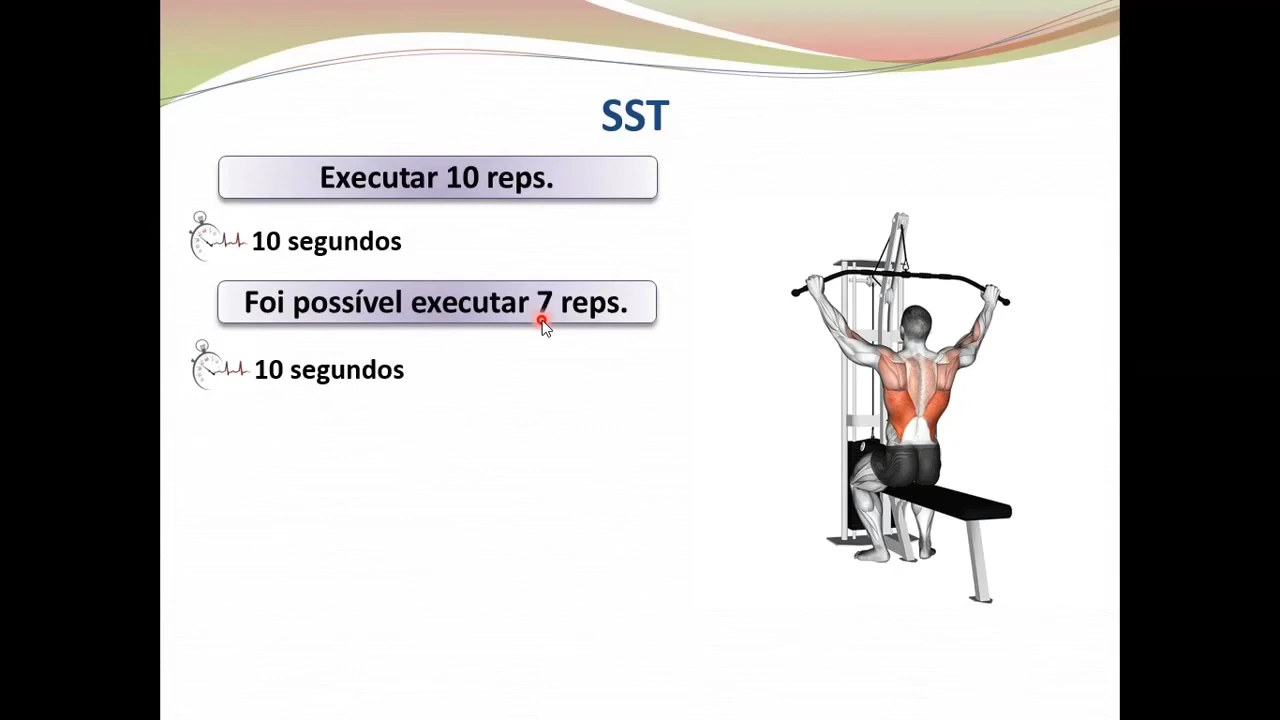 SST
Executar 10 reps.
10 segundos
Foi possível executar 7 reps.
10 segundos